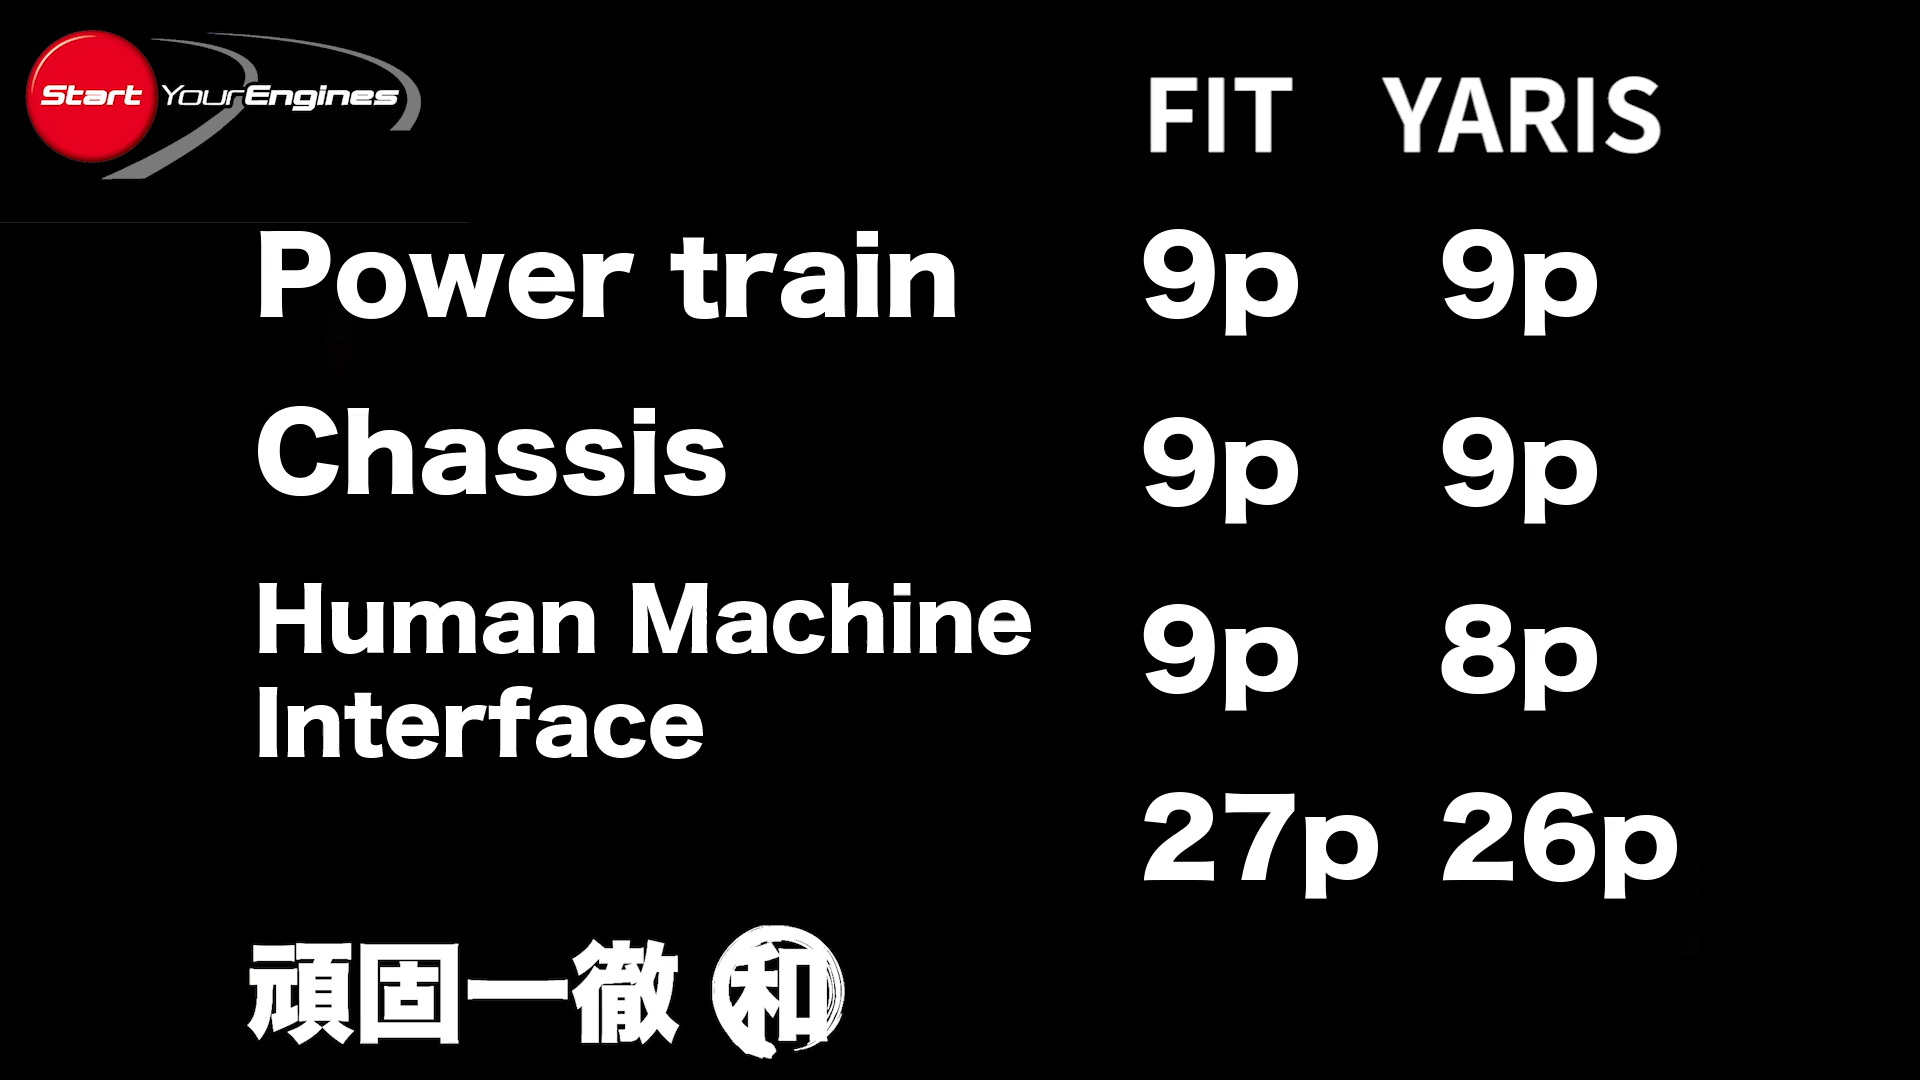 Start YourEngines
FIT YARIS
Power train 9p 9p
Chassis 9p 9p
Human Machine
Interface 9p 8p
27p 26p
頑固一徹 和